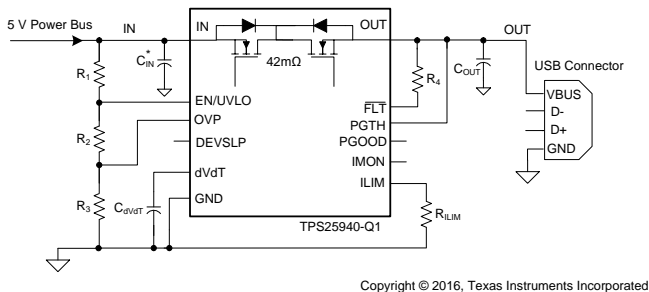 5 V Power Bus
IN
IN
OUT
OUT
C*IN
R1
42mΩ
COUT
R4
USB Connector
VBUS
D-
D+
GND
EN/UVLO
OVP
DEVSLP
dVdT
GND
FLT
PGTH
PGOOD
IMON
ILIM
R2
R3
CdVdT
RILIM
TPS25940-Q1
Copyright © 2016, Texas Instruments Incorporated